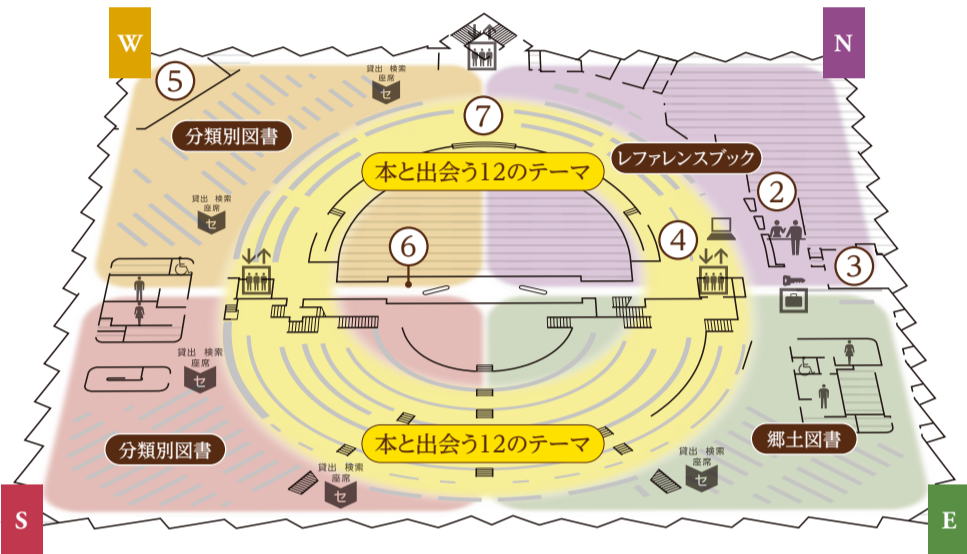 W
N
⑤
貸出 検索
座席
セ
⑦
分類別図書
本と出会う12のテーマ
レファレンスブック
②
貸出 検索
座席
セ
⑥
④
③
貸出 検索
座席
セ
分類別図書
本と出会う12のテーマ
郷土図書
貸出 検索
座席
セ
貸出 検索
座席
セ
S
E